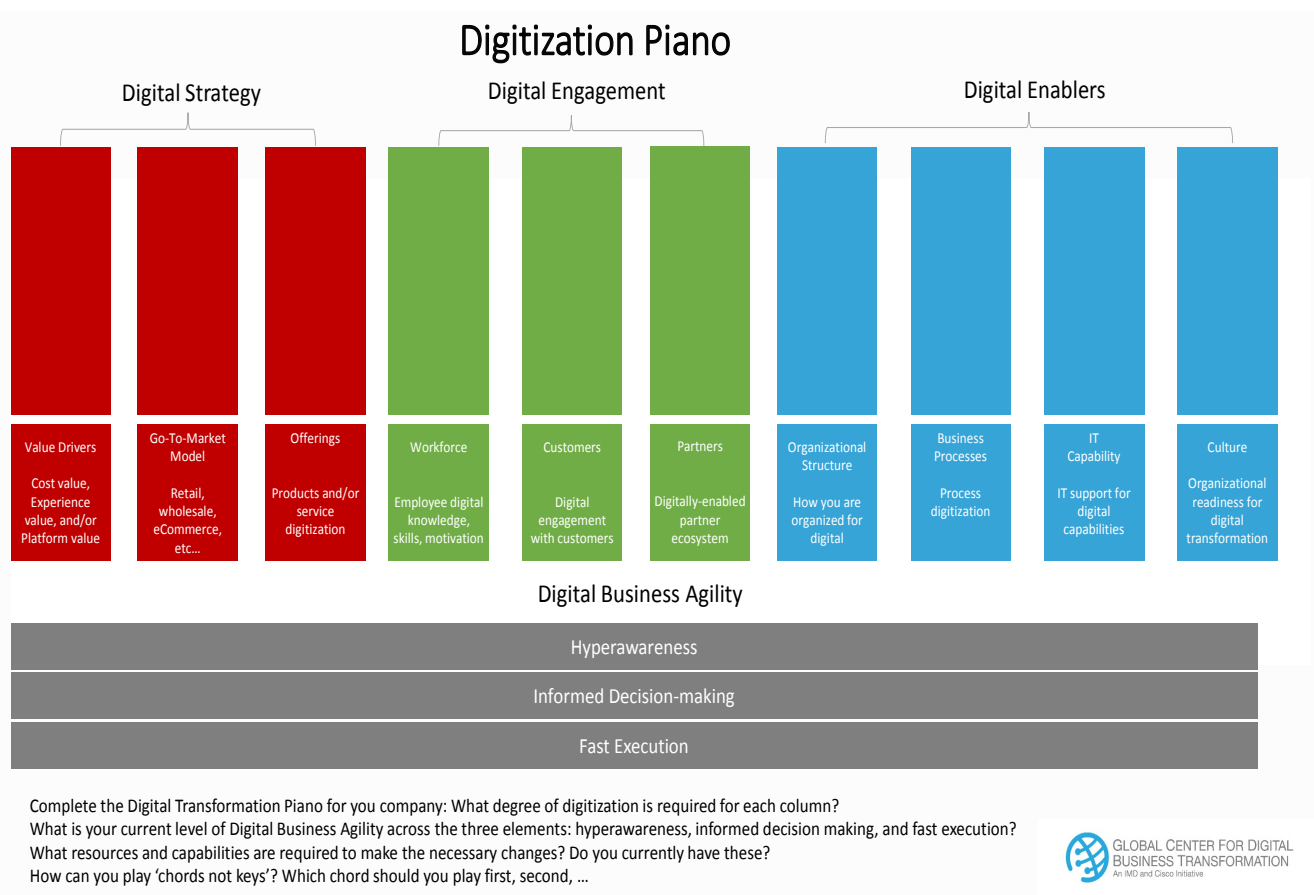 Digitization Piano
Digital Strategy
Digital Engagement
Digital Enablers
Value Drivers
Cost value,
Experience
value, and/or
Platform value
Go-To-Market
Model
Retail,
wholesale,
eCommerce,
etc…
Offerings
Products and/or
service
digitization
Workforce
Employee digital
knowledge,
skills, motivation
Customers
Digital
engagement
with customers
Partners
Digitally-enabled
partner
ecosystem
Organizational
Structure
How you are
organized for
digital
Business
Processes
Process
digitization
IT
Capability
IT support for
digital
capabilities
Culture
Organizational
readiness for
digital
transformation
Digital Business Agility
Hyperawareness
Informed Decision-making
Fast Execution
Complete the Digital Transformation Piano for you company: What degree of digitization is required for each column?
What is your current level of Digital Business Agility across the three elements: hyperawareness, informed decision making, and fast execution?
What resources and capabilities are required to make the necessary changes? Do you currently have these?
How can you play ‘chords not keys’? Which chord should you play first, second, …
GLOBAL CENTER FOR DIGITAL
BUSINESS TRANSFORMATION
An IMD and Cisco Initiative